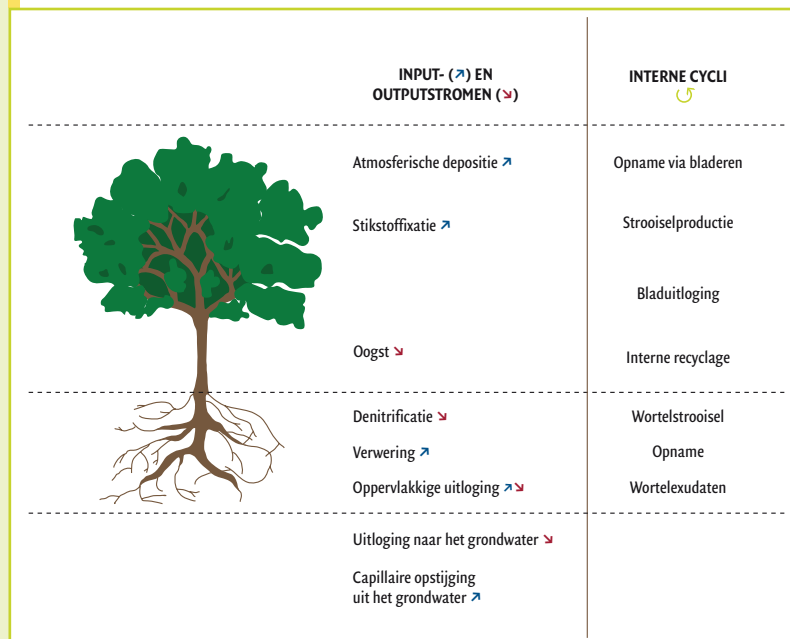 INPUT- (↗) EN
OUTPUTSTROMEN (↘)
INTERNE CYCLI
Atmosferische depositie ↗
Opname via bladeren
Stikstoffixatie ↗
Strooiselproductie
Bladuitloging
Oogst ↘
Interne recyclage
Denitrificatie ↘
Wortelstrooisel
Verwering ↗
Opname
Oppervlakkige uitloging ↗↘
Wortelexudaten
Uitloging naar het grondwater ↘
Capillaire opstijging
uit het grondwater ↗